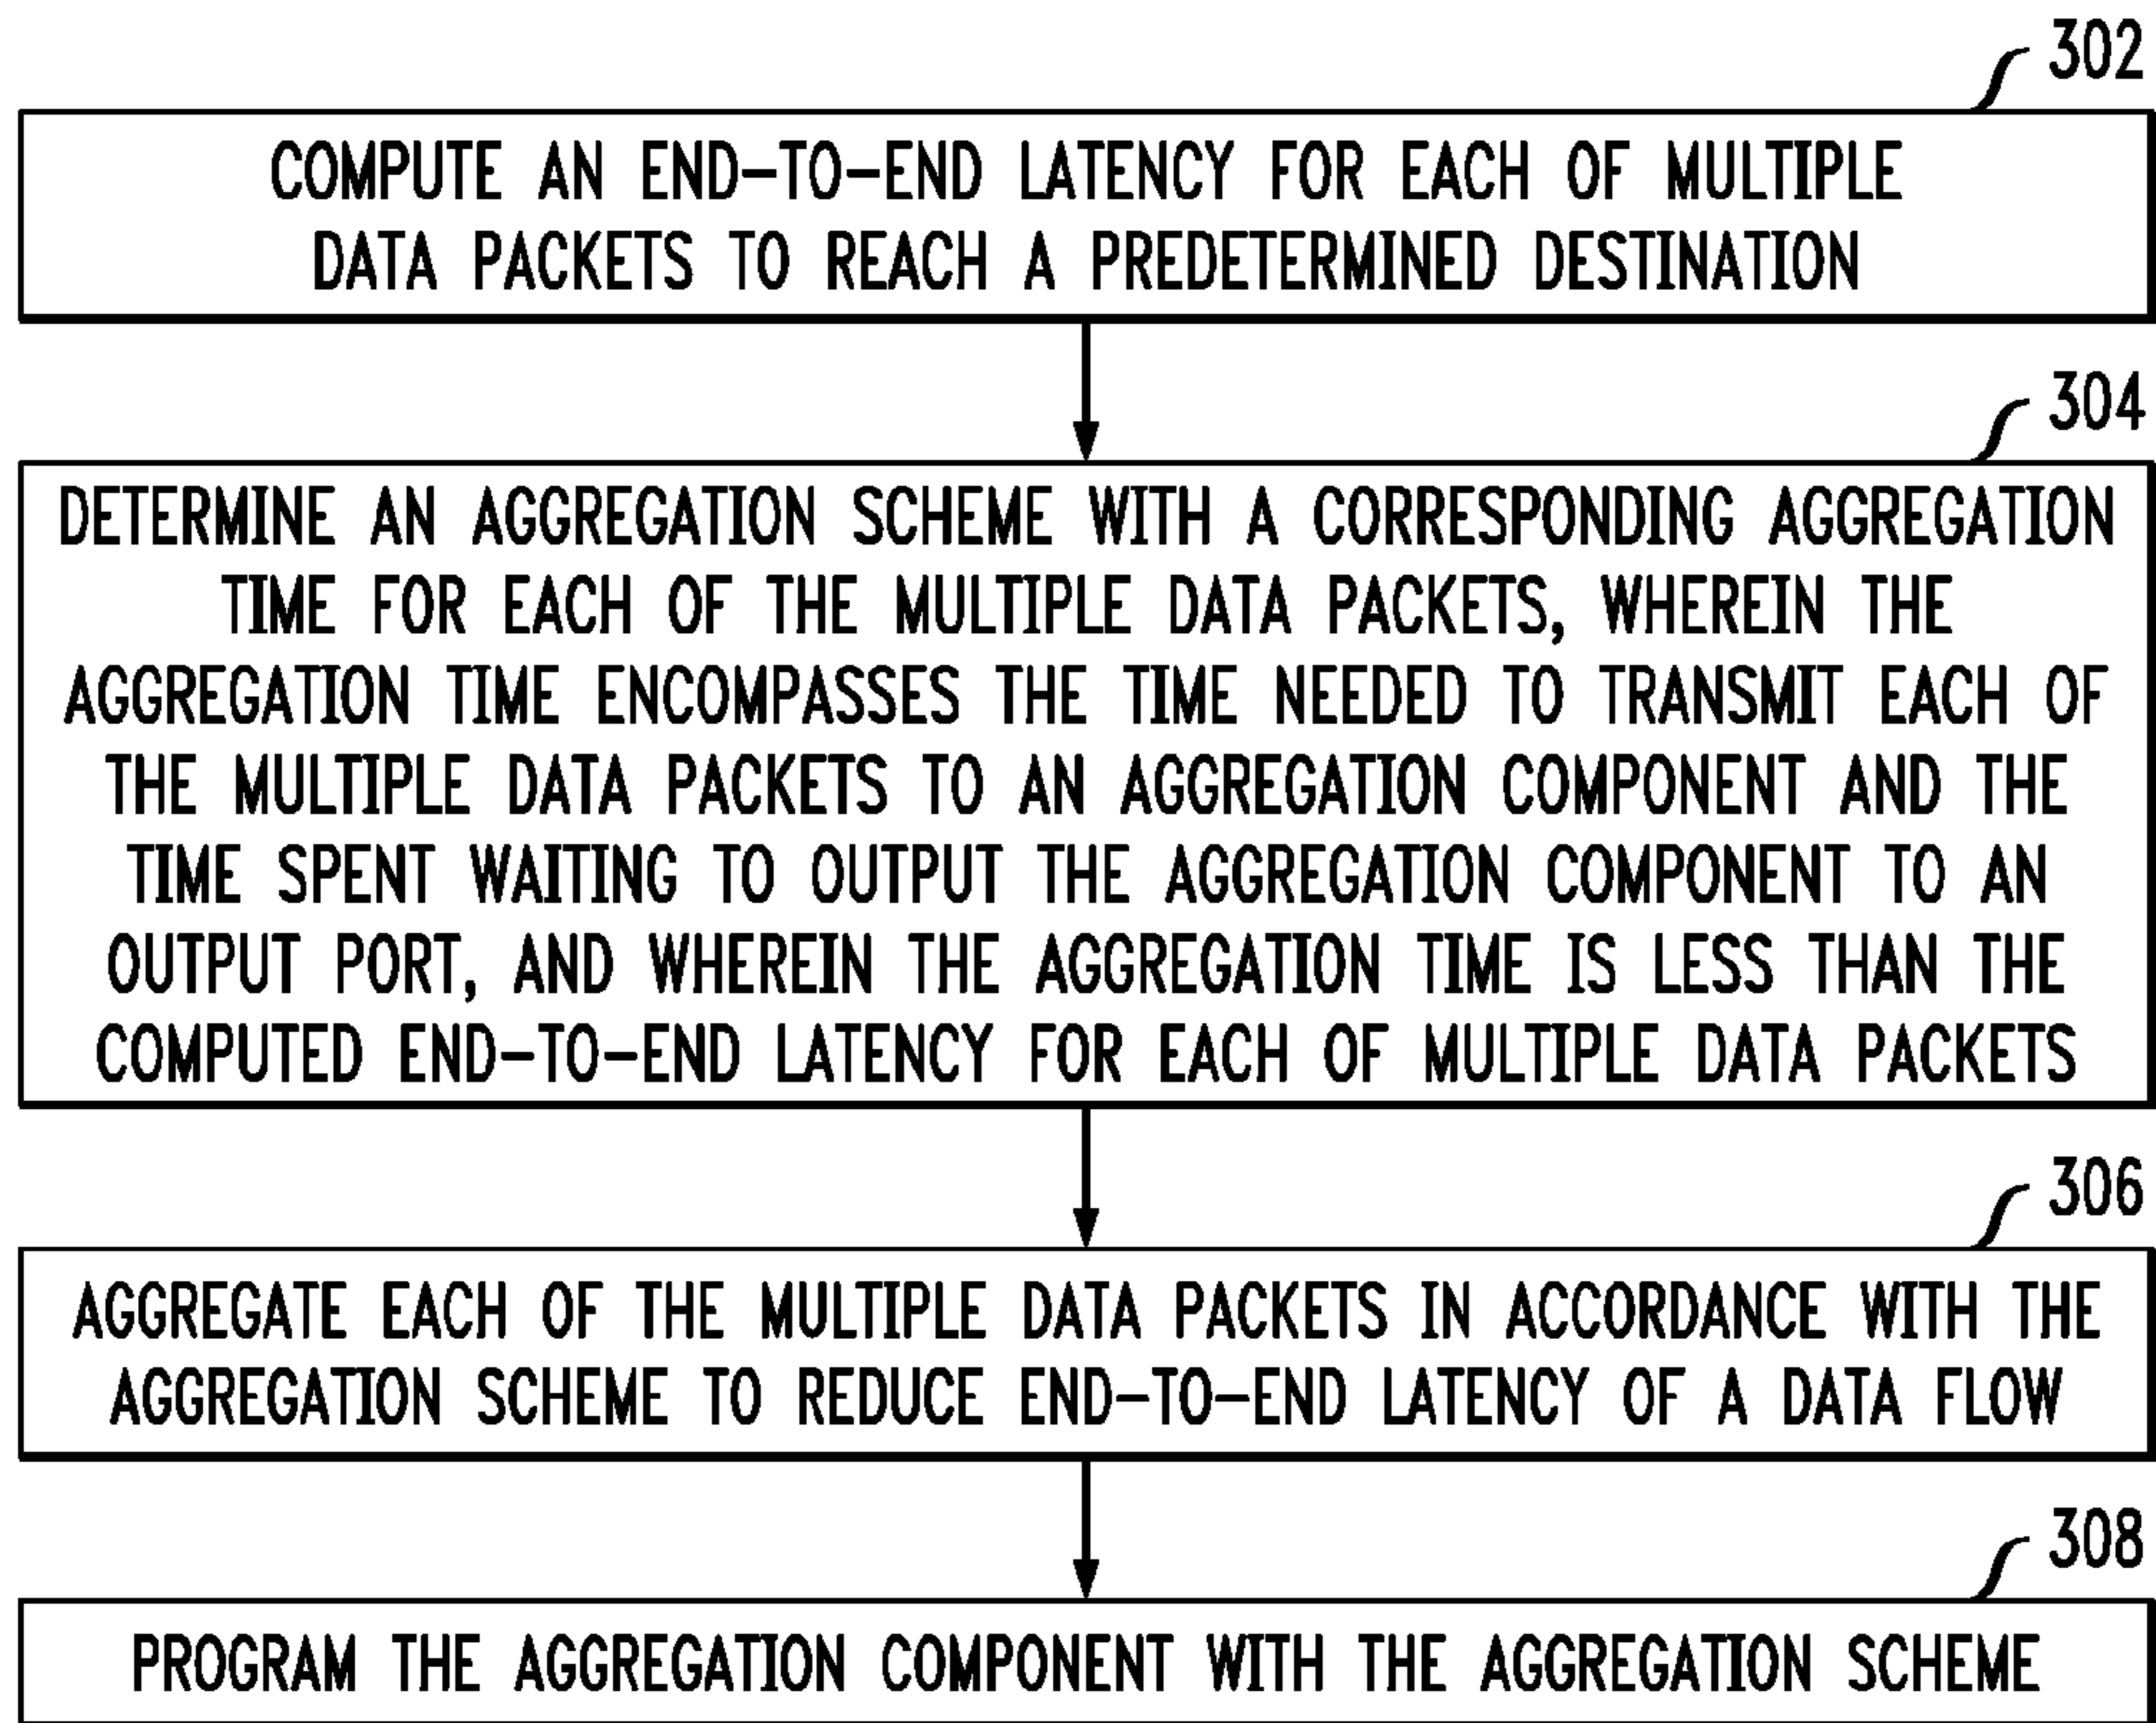 302
COMPUTE AN END-TO-END LATENCY FOR EACH OF MULTIPLE
DATA PACKETS TO REACH A PREDETERMINED DESTINATION
304
DETERMINE AN AGGREGATION SCHEME WITH A CORRESPONDING AGGREGATION
TIME FOR EACH OF THE MULTIPLE DATA PACKETS, WHEREIN THE
AGGREGATION TIME ENCOMPASSES THE TIME NEEDED TO TRANSMIT EACH OF
THE MULTIPLE DATA PACKETS TO AN AGGREGATION COMPONENT AND THE
TIME SPENT WAITING TO OUTPUT THE AGGREGATION COMPONENT TO AN
OUTPUT PORT, AND WHEREIN THE AGGREGATION TIME IS LESS THAN THE
COMPUTED END-TO-END LATENCY FOR EACH OF MULTIPLE DATA PACKETS
306
AGGREGATE EACH OF THE MULTIPLE DATA PACKETS IN ACCORDANCE WITH THE
AGGREGATION SCHEME TO REDUCE END-TO-END LATENCY OF A DATA FLOW
308
PROGRAM THE AGGREGATION COMPONENT WITH THE AGGREGATION SCHEME